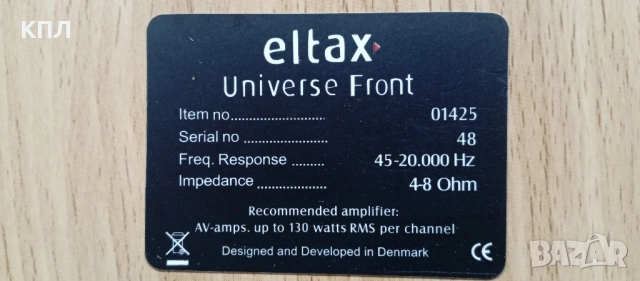 КПЛ
eltax
Universe Front
Item no.......................... 01425
Serial no ....................... 48
Freq. Response ......... 45-20.000 Hz
Impedance ................... 4-8 Ohm
Recommended amplifier:
AV-amps. up to 130 watts RMS per channel
Designed and Developed in Denmark
CE
BAZAR